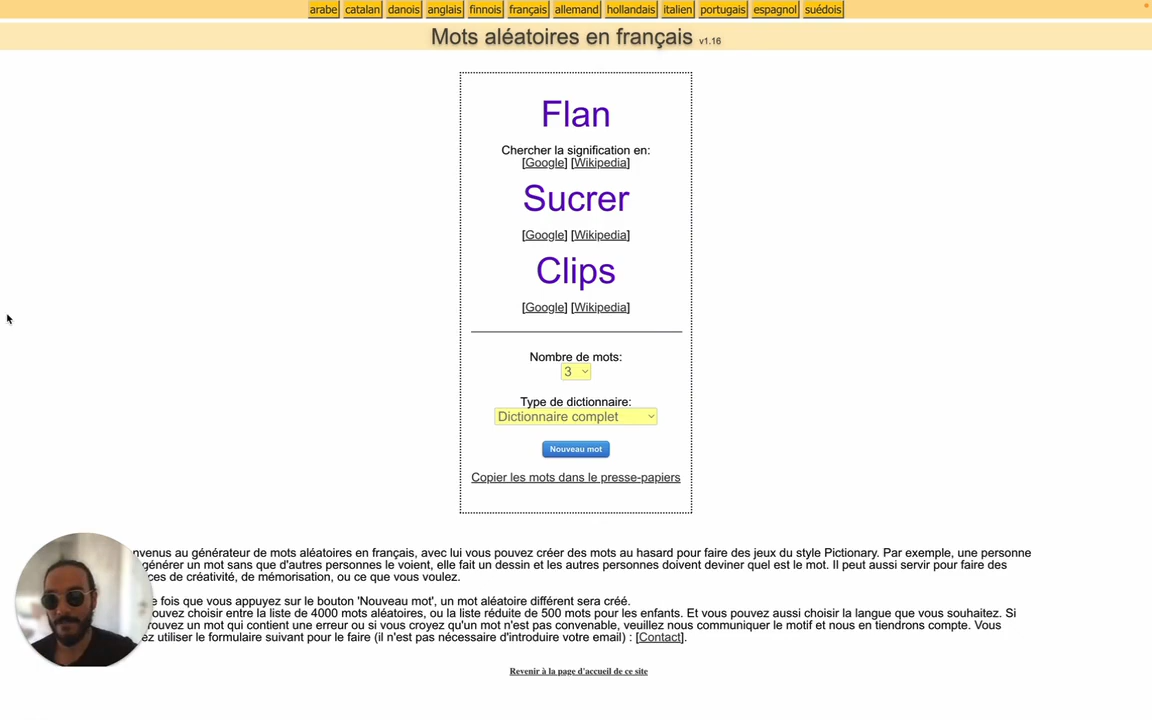 arabe catalan danois anglais finnois français allemand hollandais italien portugais espagnol suédois
Mots aléatoires en français v1.16
Flan
Chercher la signification en:
[Google] [Wikipedia]
Sucrer
[Google] [Wikipedia]
Clips
[Google] [Wikipedia]
Nombre de mots:
3
Type de dictionnaire:
Dictionnaire complet
Nouveau mot
Copier les mots dans le presse-papiers
nvenus au générateur de mots aléatoires en français, avec lui vous pouvez créer des mots au hasard pour faire des jeux du style Pictionary. Par exemple, une personne
générer un mot sans que d'autres personnes le voient, elle fait un dessin et les autres personnes doivent deviner quel est le mot. Il peut aussi servir pour faire des
ces de créativité, de mémorisation, ou ce que vous voulez.
e fois que vous appuyez sur le bouton 'Nouveau mot', un mot aléatoire différent sera créé.
ouvez choisir entre la liste de 4000 mots aléatoires, ou la liste réduite de 500 mots pour les enfants. Et vous pouvez aussi choisir la langue que vous souhaitez. Si
rouvez un mot qui contient une erreur ou si vous croyez qu'un mot n'est pas convenable, veuillez nous communiquer le motif et nous en tiendrons compte. Vous
ez utiliser le formulaire suivant pour le faire (il n'est pas nécessaire d'introduire votre email) : [Contact].
Revenir à la page d'accueil de ce site